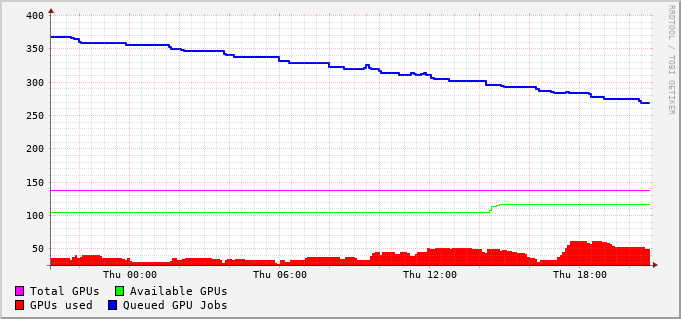 400
350
300
250
200
150
100
50
Thu 00:00 Thu 06:00 Thu 12:00 Thu 18:00
Total GPUs Available GPUs
GPUs used Queued GPU Jobs
RRDTOOL / TOBI OETIKER